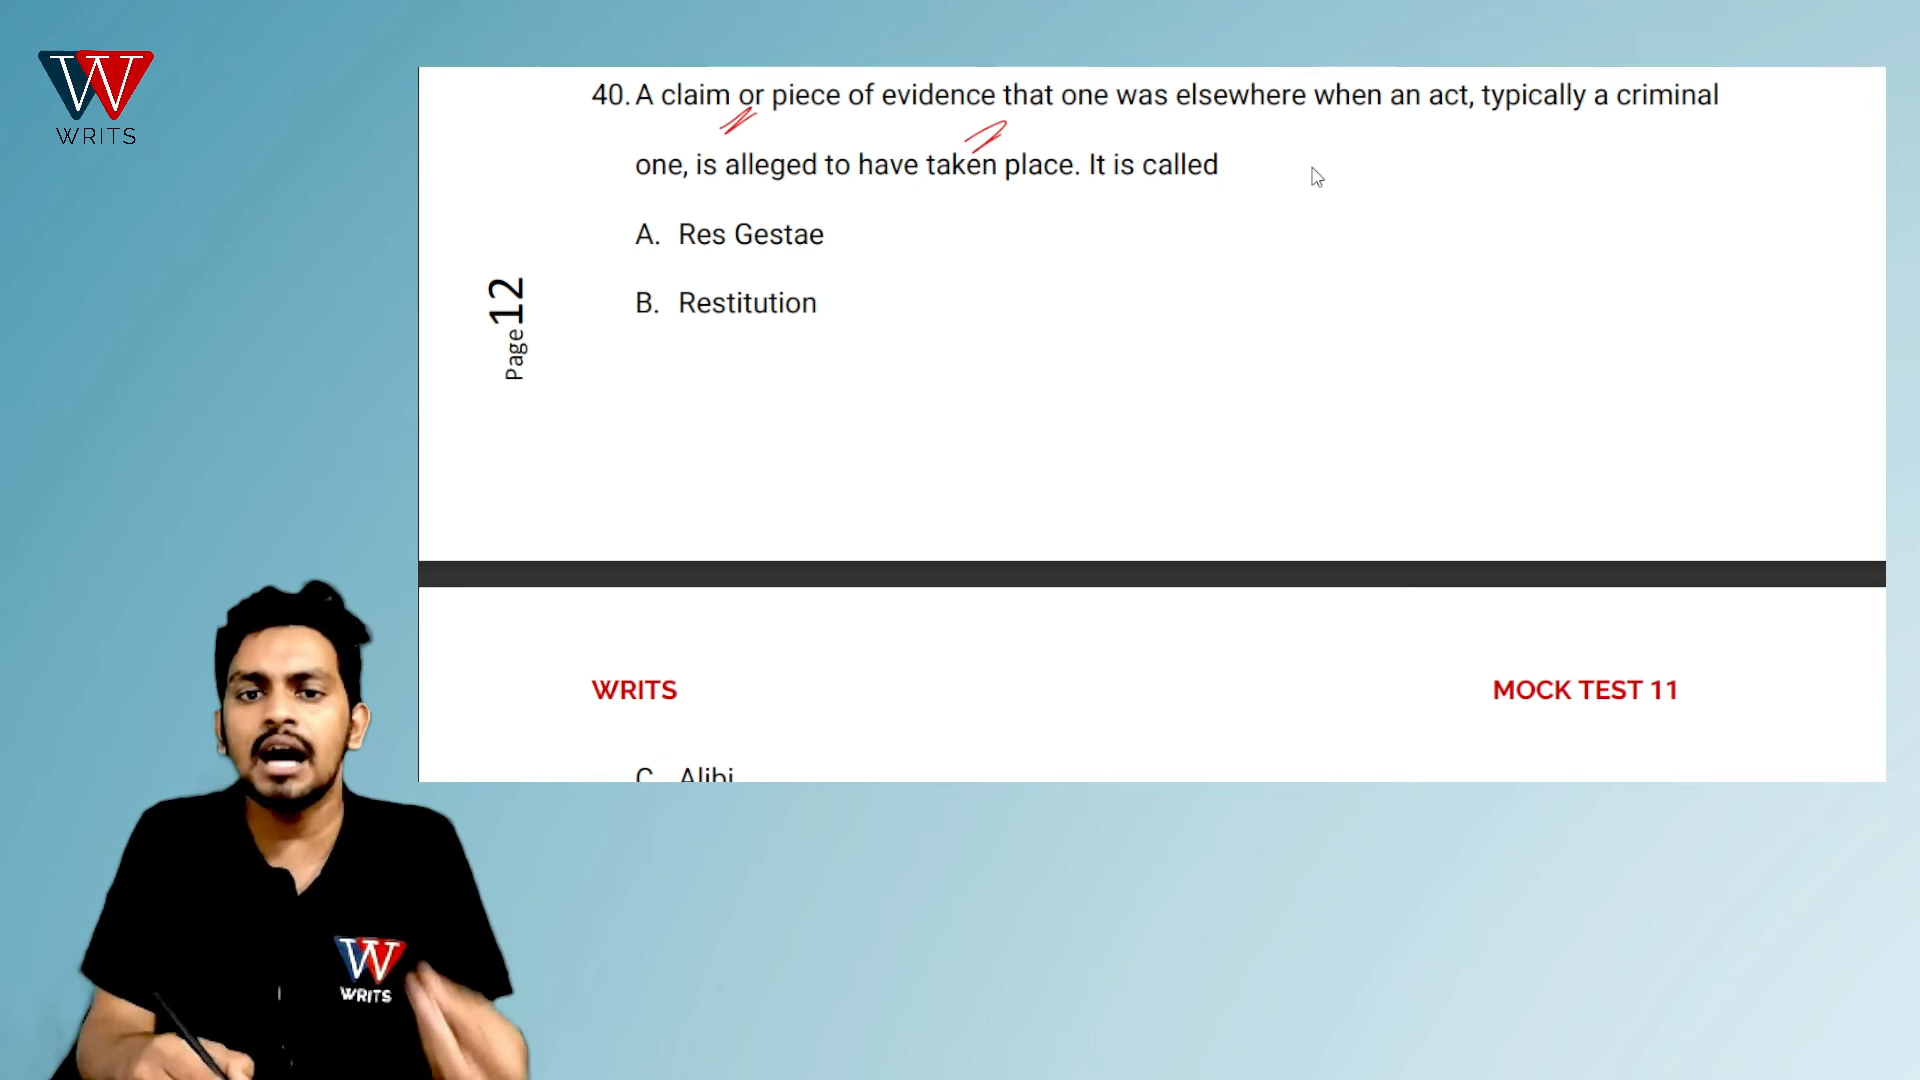 W
WRITS
40. A claim or piece of evidence that one was elsewhere when an act, typically a criminal
one, is alleged to have taken place. It is called
A. Res Gestae
B. Restitution
Page 12
WRITS
MOCK TEST 11
C. Alibi
W
WRITS